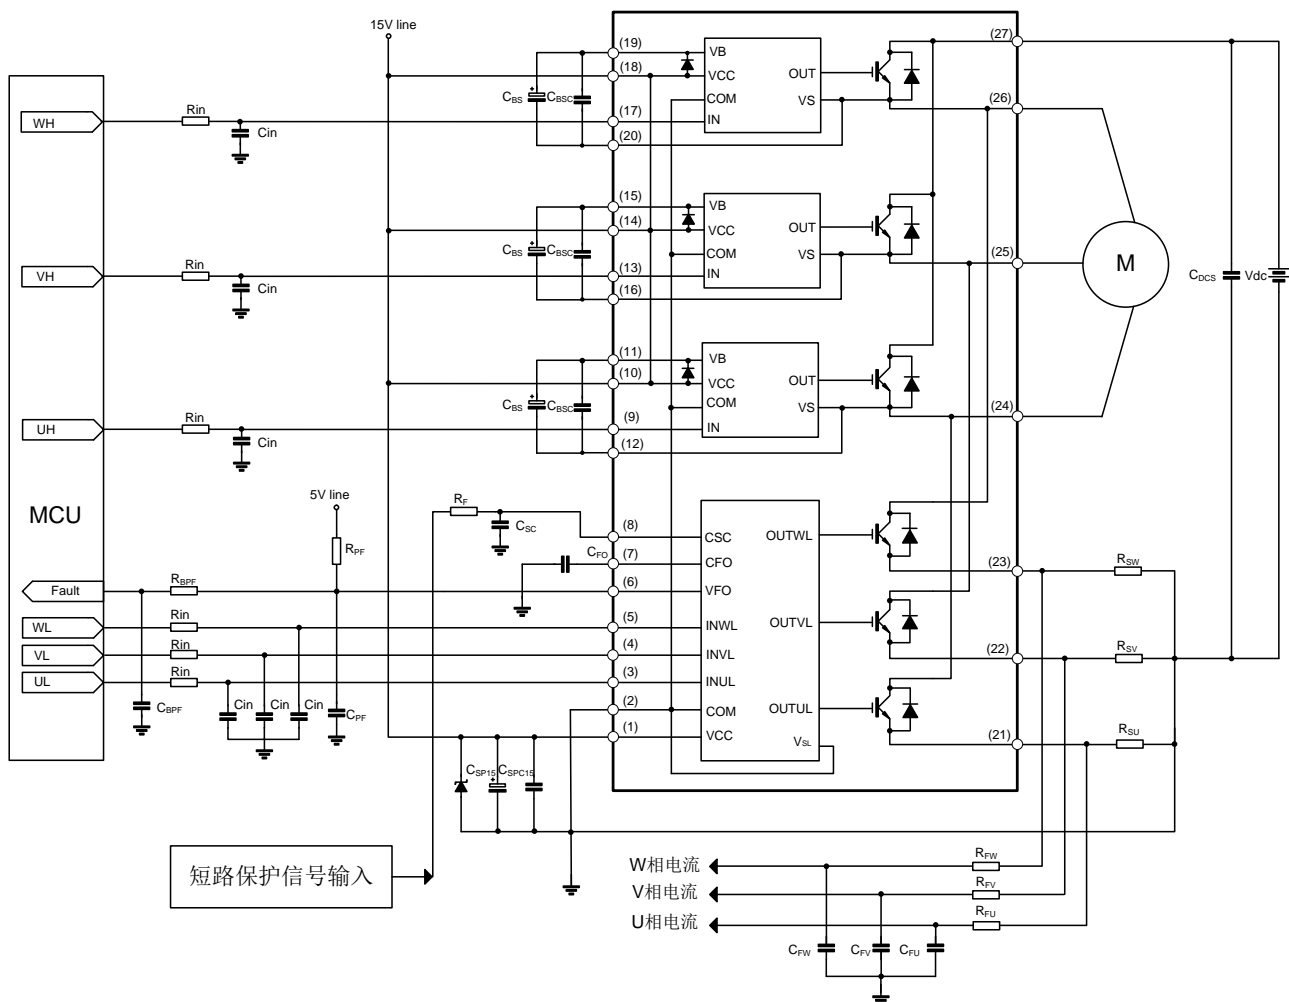 15V line
(27)
(19)
VB
(18)
VCC
OUT
CBS
CBSC
COM
VS
(26)
WH
Rin
Cin
(17)
IN
(20)
(15)
VB
(14)
VCC
OUT
CBS
CBSC
COM
VS
(25)
M
VH
Rin
Cin
(13)
IN
(16)
CDCS
Vdc
(11)
VB
(10)
VCC
OUT
CBS
CBSC
COM
VS
(24)
UH
Rin
Cin
(9)
IN
(12)
MCU
5V line
RF
RPF
CSC
(8)
CSC
OUTWL
CFO
(7)
CFO
(23)
RSW
Fault
RBPF
(6)
VFO
WL
Rin
(5)
INWL
OUTVL
VL
Rin
(4)
INVL
(22)
RSV
UL
Rin
(3)
INUL
CBPF
Cin
Cin
Cin
CPF
(2)
COM
OUTUL
(1)
VCC
VSL
(21)
RSU
CSP15
CSPC15
短路保护信号输入
W相电流
RFW
V相电流
RFV
U相电流
RFU
CFW
CFV
CFU